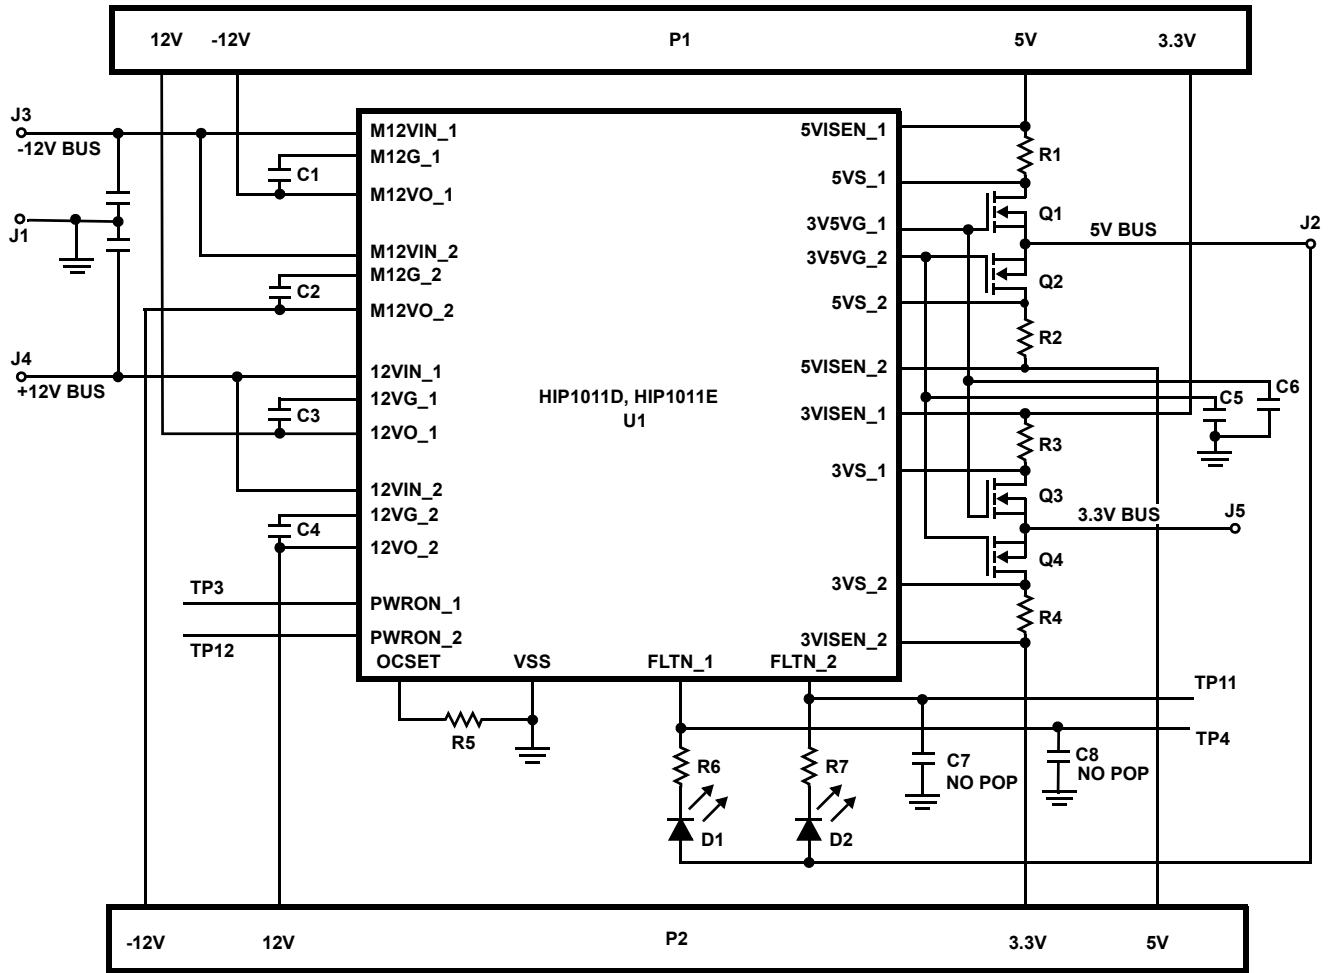 12V -12V P1 5V 3.3V
J3
-12V BUS
J1
J4
+12V BUS
C1
C2
C3
C4
TP3
TP12
M12VIN_1
M12G_1
M12VO_1
M12VIN_2
M12G_2
M12VO_2
12VIN_1
12VG_1
12VO_1
12VIN_2
12VG_2
12VO_2
PWRON_1
PWRON_2
OCSET VSS FLTN_1 FLTN_2
HIP1011D, HIP1011E
U1
5VISEN_1
5VS_1
3V5VG_1
3V5VG_2
5VS_2
5VISEN_2
3VISEN_1
3VS_1
3VS_2
3VISEN_2
R1
Q1
5V BUS
J2
Q2
R2
C6
C5
R3
Q3
3.3V BUS
J5
Q4
R4
TP11
TP4
R5
R6
R7
C7
NO POP
C8
NO POP
D1
D2
-12V 12V P2 3.3V 5V